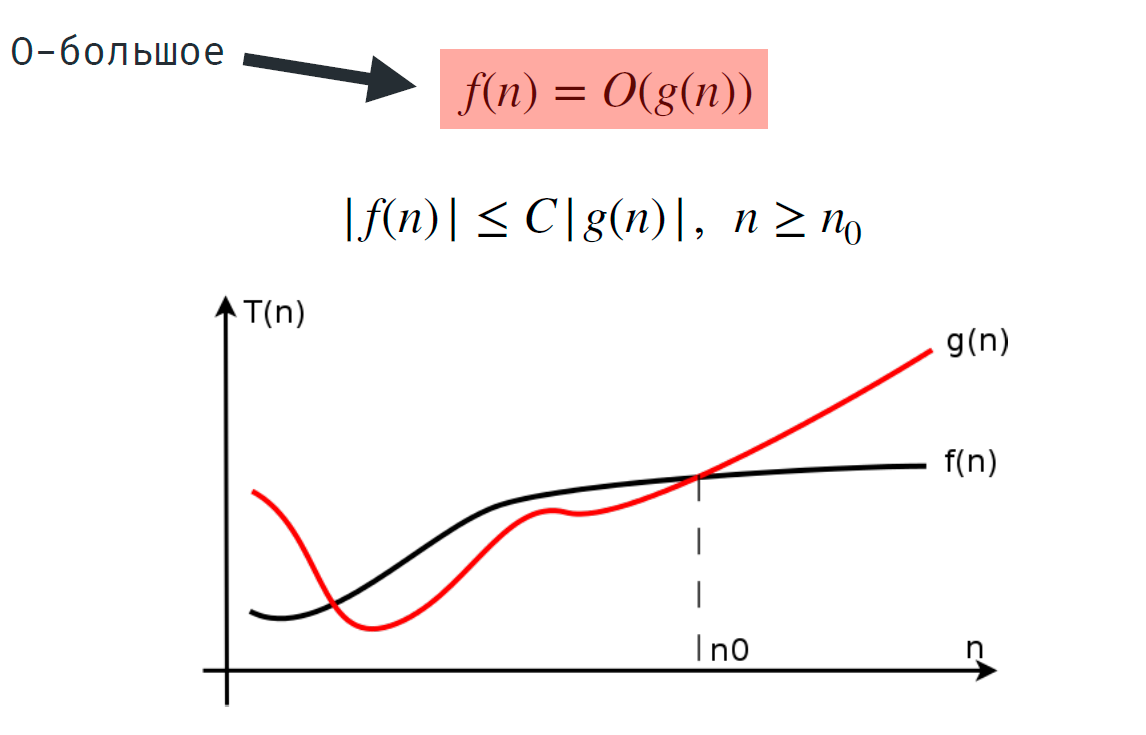 О-большое
f(n) = O(g(n))
|f(n)| ≤ C|g(n)|, n ≥ n₀
T(n)
g(n)
f(n)
n0
n